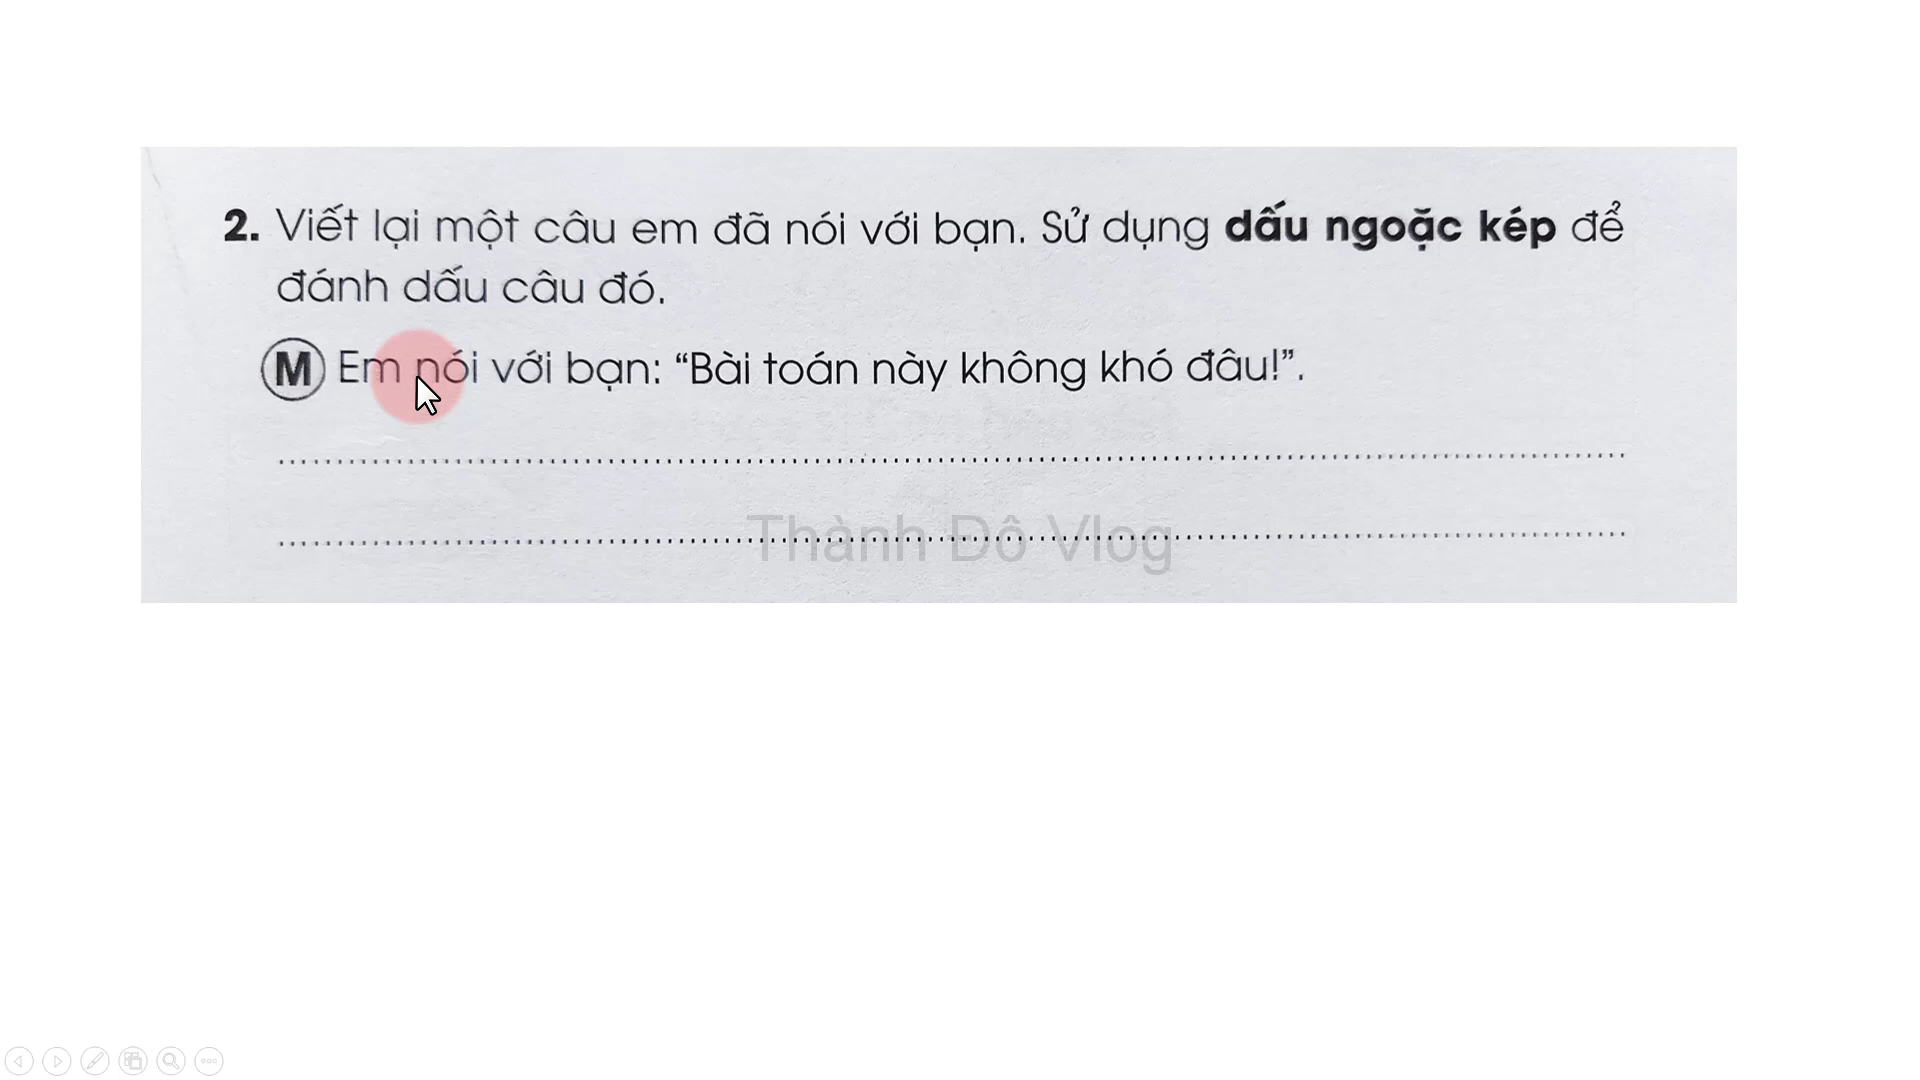 2. Viết lại một câu em đã nói với bạn. Sử dụng dấu ngoặc kép để
đánh dấu câu đó.
M Em nói với bạn: “Bài toán này không khó đâu!”.
Thành Đô Vlog